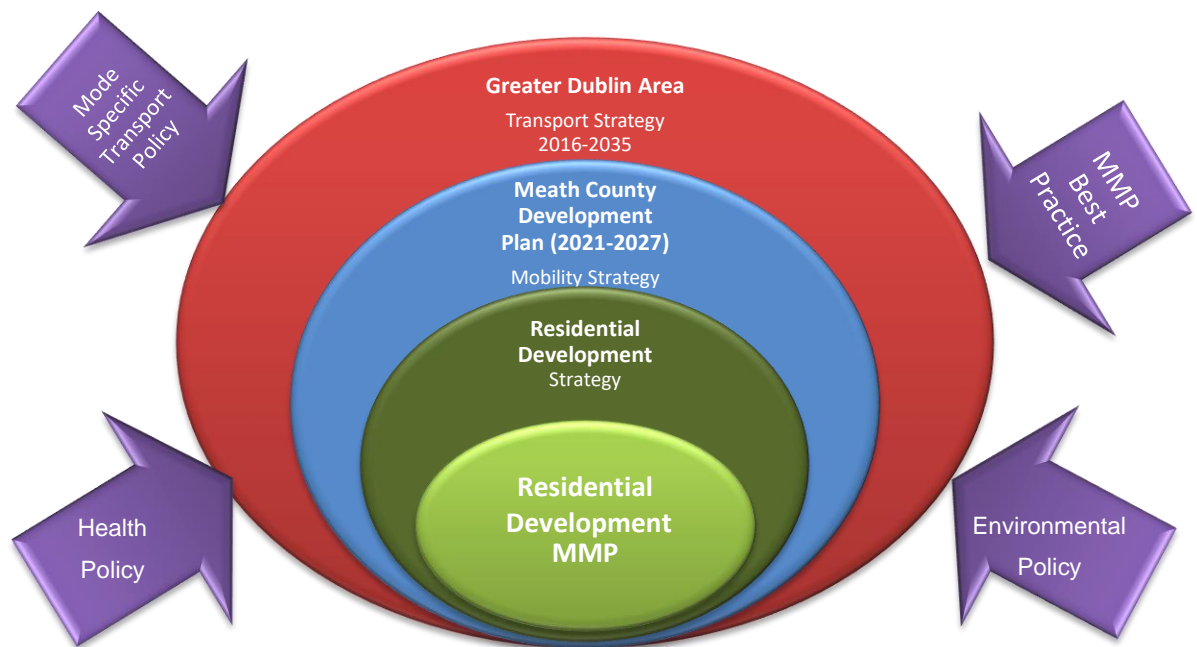 Mode
Specific
Transport
Policy
Greater Dublin Area
Transport Strategy
2016-2035
MMP
Best
Practice
Meath County
Development
Plan (2021-2027)
Mobility Strategy
Residential
Development
Strategy
Residential
Development
MMP
Health
Policy
Environmental
Policy